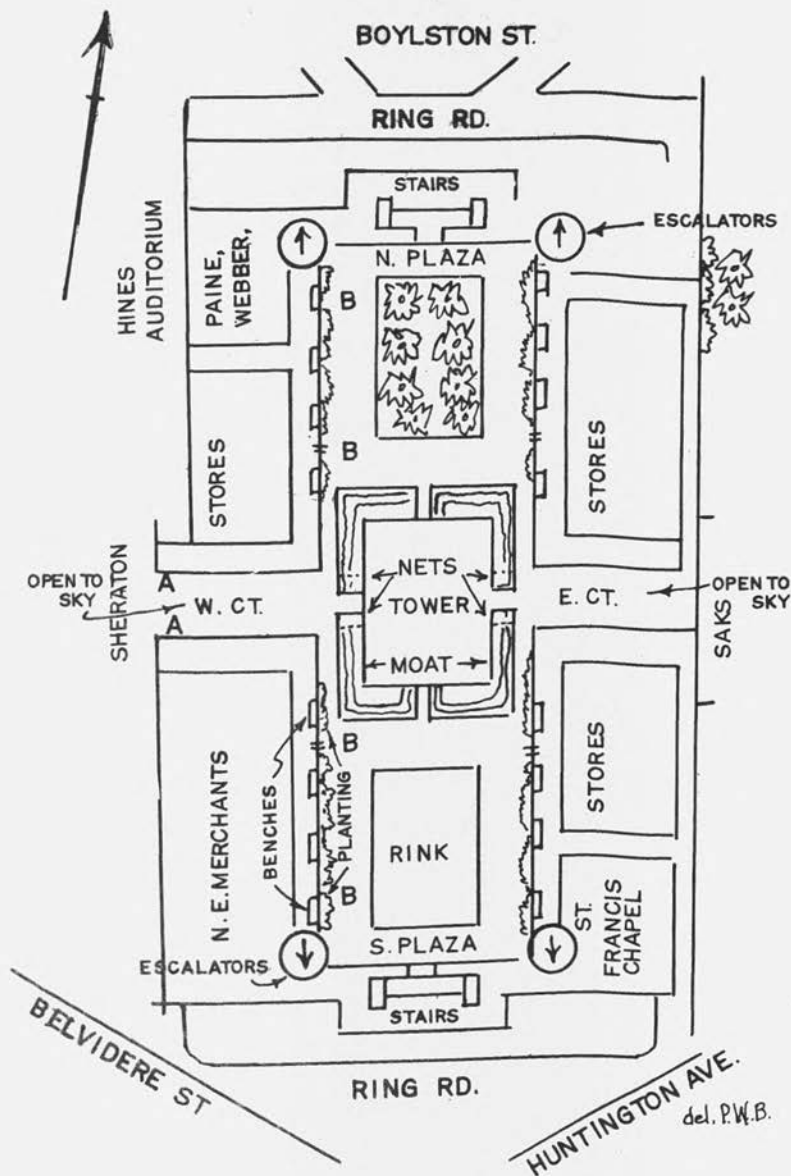 BOYLSTON ST.
RING RD.
STAIRS
ESCALATORS
N. PLAZA
HINES
AUDITORIUM
PAINE,
WEBBER,
B
B
STORES
STORES
OPEN TO
SKY
A
W. CT.
A
SHERATON
NETS
TOWER
MOAT
E. CT.
OPEN TO
SKY
SAKS
N. E. MERCHANTS
BENCHES
PLANTING
B
B
RINK
STORES
S. PLAZA
ST.
FRANCIS
CHAPEL
ESCALATORS
STAIRS
BELVIDERE ST
RING RD.
HUNTINGTON AVE.
del. P.W.B.